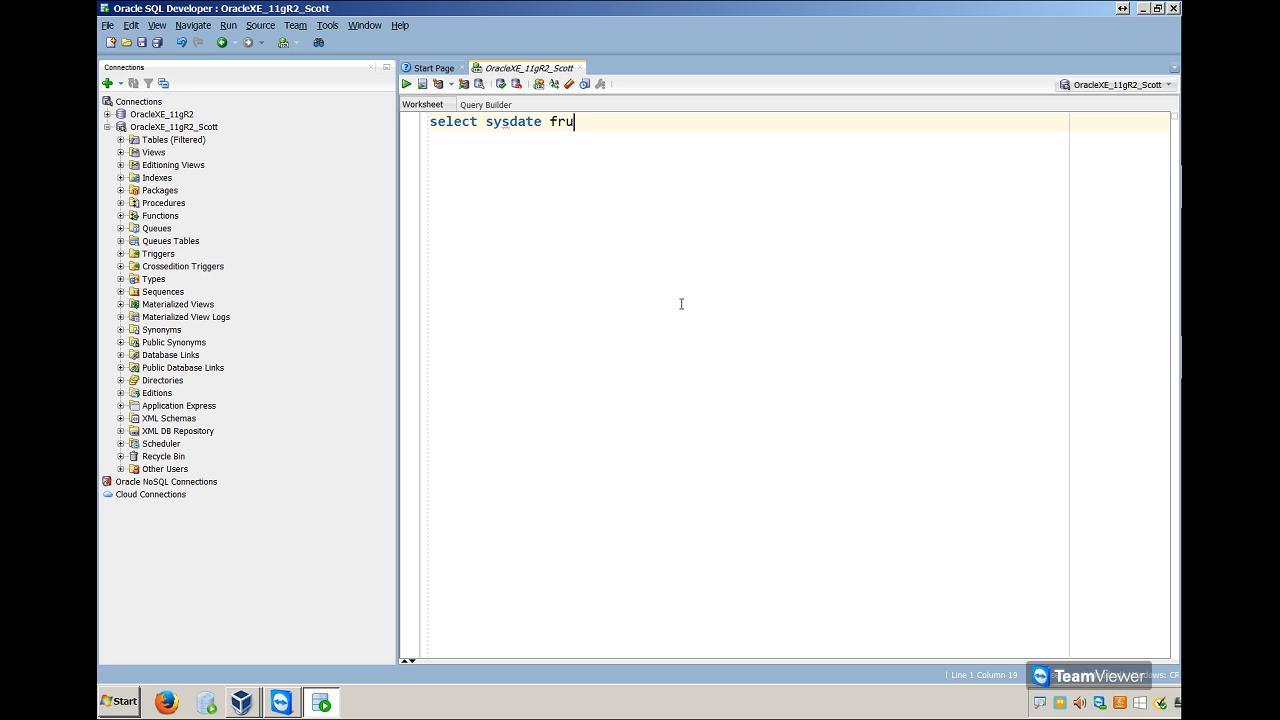 Oracle SQL Developer : OracleXE_11gR2_Scott
File Edit View Navigate Run Source Team Tools Window Help
Connections
Start Page
OracleXE_11gR2_Scott
OracleXE_11gR2_Scott
Worksheet
Query Builder
select sysdate fru
Connections
OracleXE_11gR2
OracleXE_11gR2_Scott
Tables (Filtered)
Views
Editioning Views
Indexes
Packages
Procedures
Functions
Queues
Queues Tables
Triggers
Crossedition Triggers
Types
Sequences
Materialized Views
Materialized View Logs
Synonyms
Public Synonyms
Database Links
Public Database Links
Directories
Editions
Application Express
XML Schemas
XML DB Repository
Scheduler
Recycle Bin
Other Users
Oracle NoSQL Connections
Cloud Connections
Line 1 Column 19
TeamViewer
CF
Start